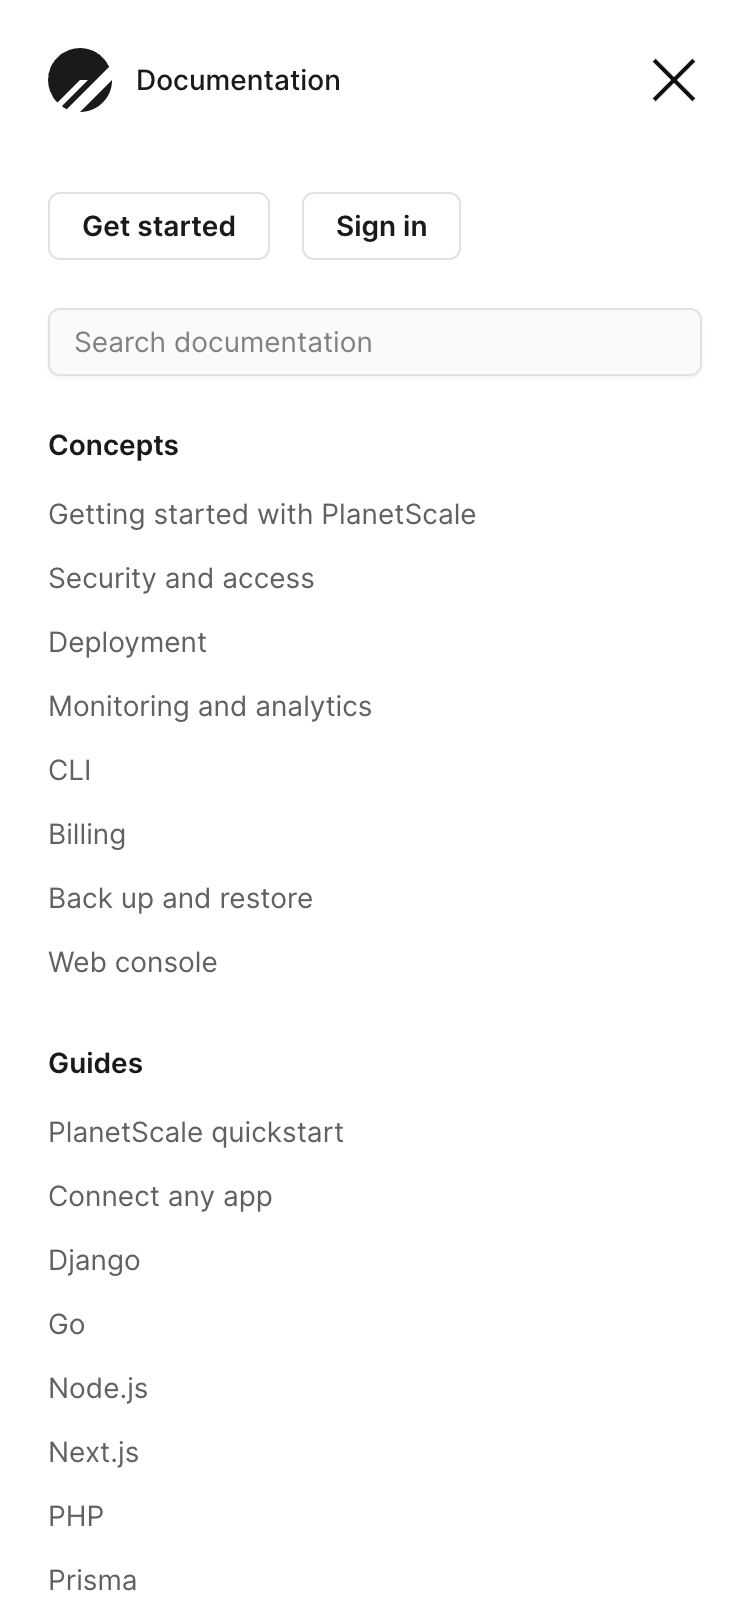 Documentation
Get started
Sign in
Search documentation
Concepts
Getting started with PlanetScale
Security and access
Deployment
Monitoring and analytics
CLI
Billing
Back up and restore
Web console
Guides
PlanetScale quickstart
Connect any app
Django
Go
Node.js
Next.js
PHP
Prisma